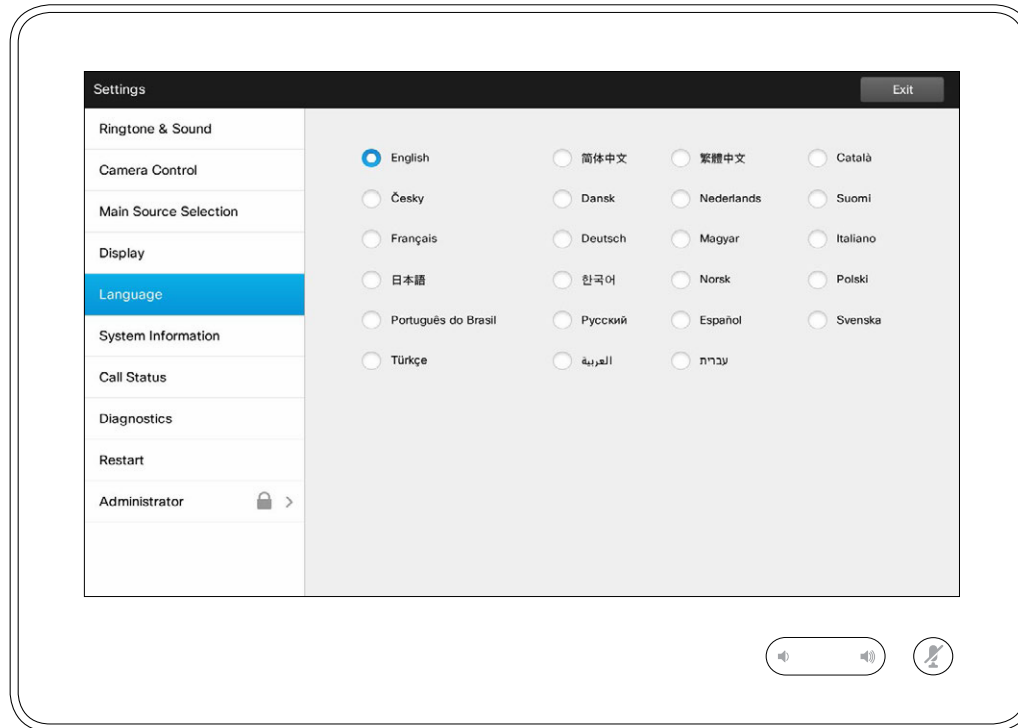 Settings
Exit
Ringtone & Sound
Camera Control
Main Source Selection
Display
Language
System Information
Call Status
Diagnostics
Restart
Administrator
English 简体中文 繁體中文 Català
Česky Dansk Nederlands Suomi
Français Deutsch Magyar Italiano
日本語 한국어 Norsk Polski
Português do Brasil Русский Español Svenska
Türkçe العربية עברית